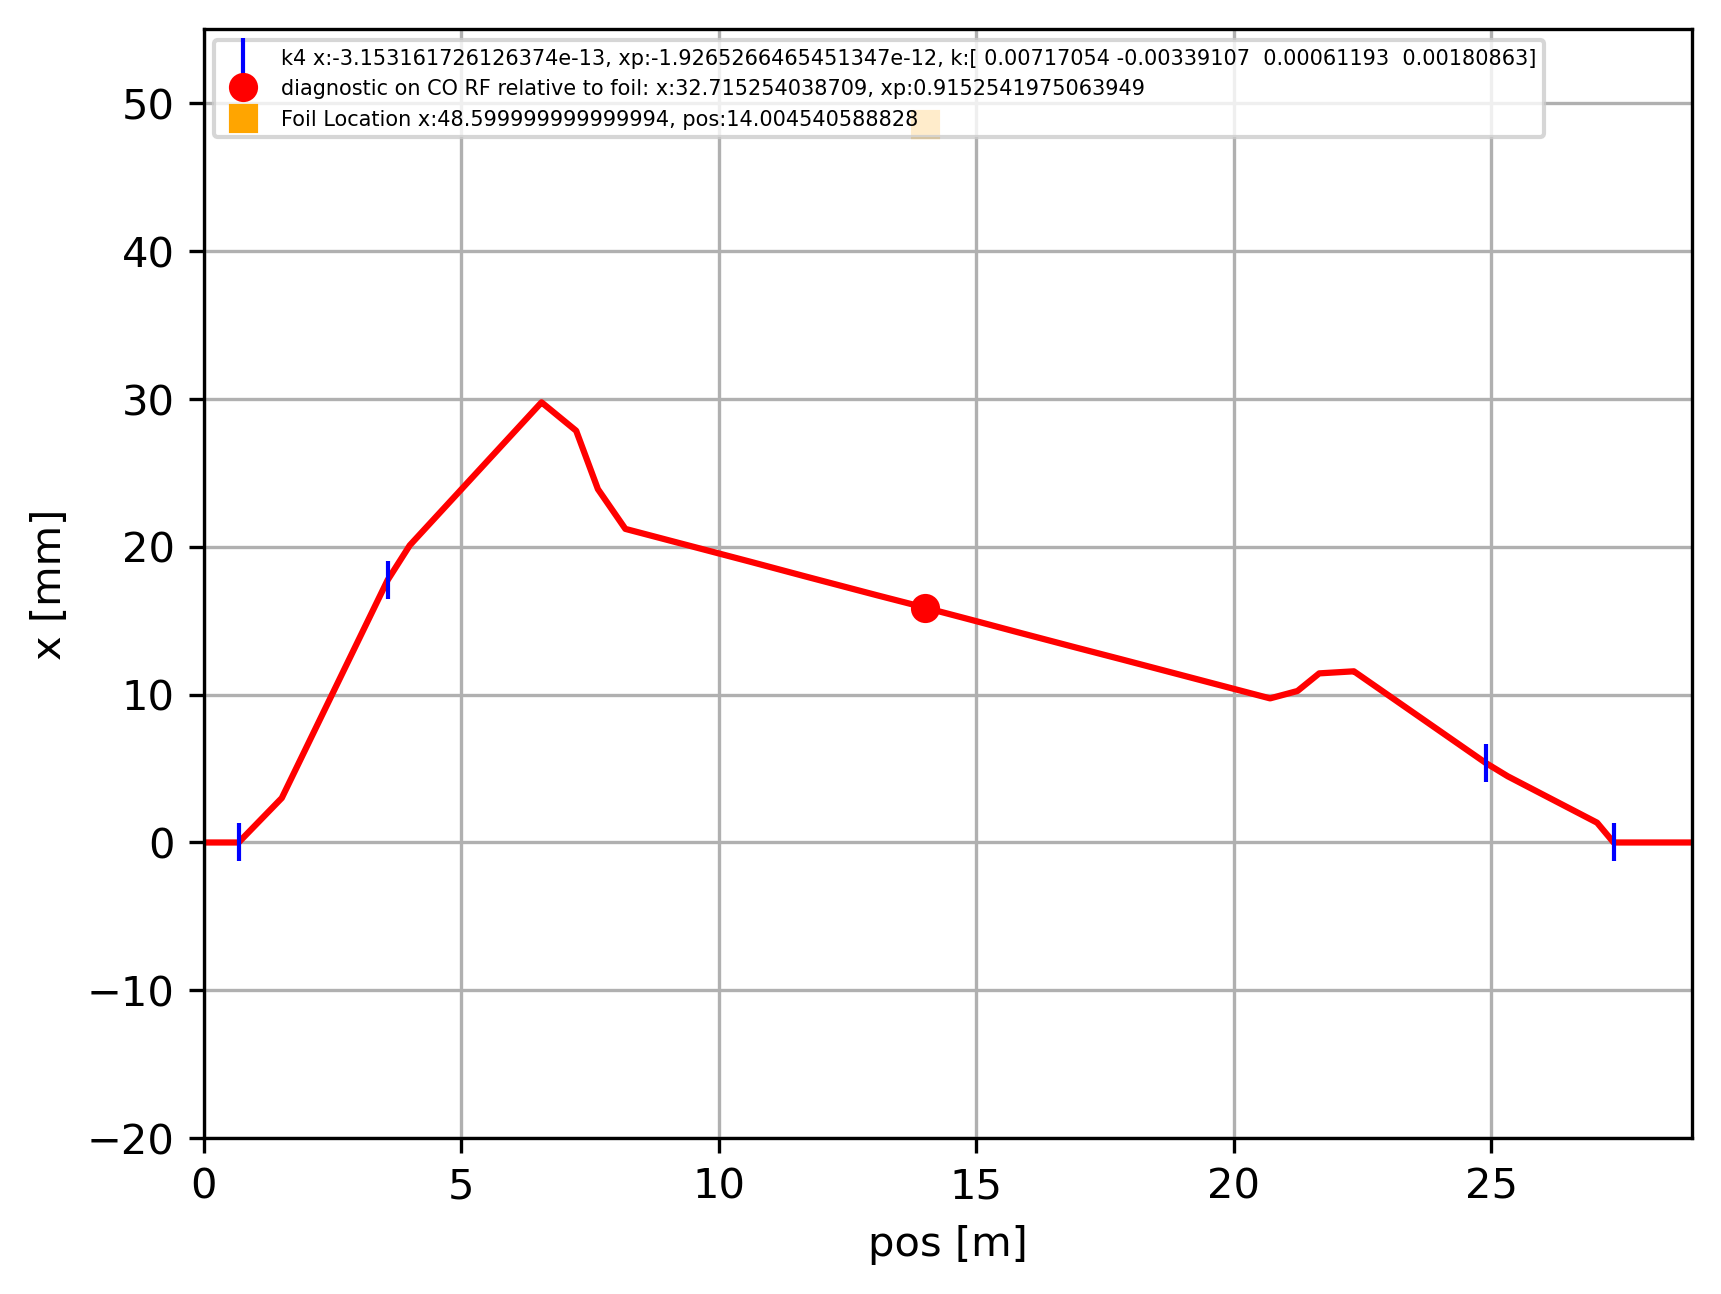 k4 x:-3.153161726126374e-13, xp:-1.9265266465451347e-12, k:[ 0.00717054 -0.00339107  0.00061193  0.00180863]
diagnostic on CO RF relative to foil: x:32.715254038709, xp:0.9152541975063949
Foil Location x:48.599999999999994, pos:14.004540588828
50
40
30
20
10
0
−10
−20
x [mm]
0 5 10 15 20 25
pos [m]